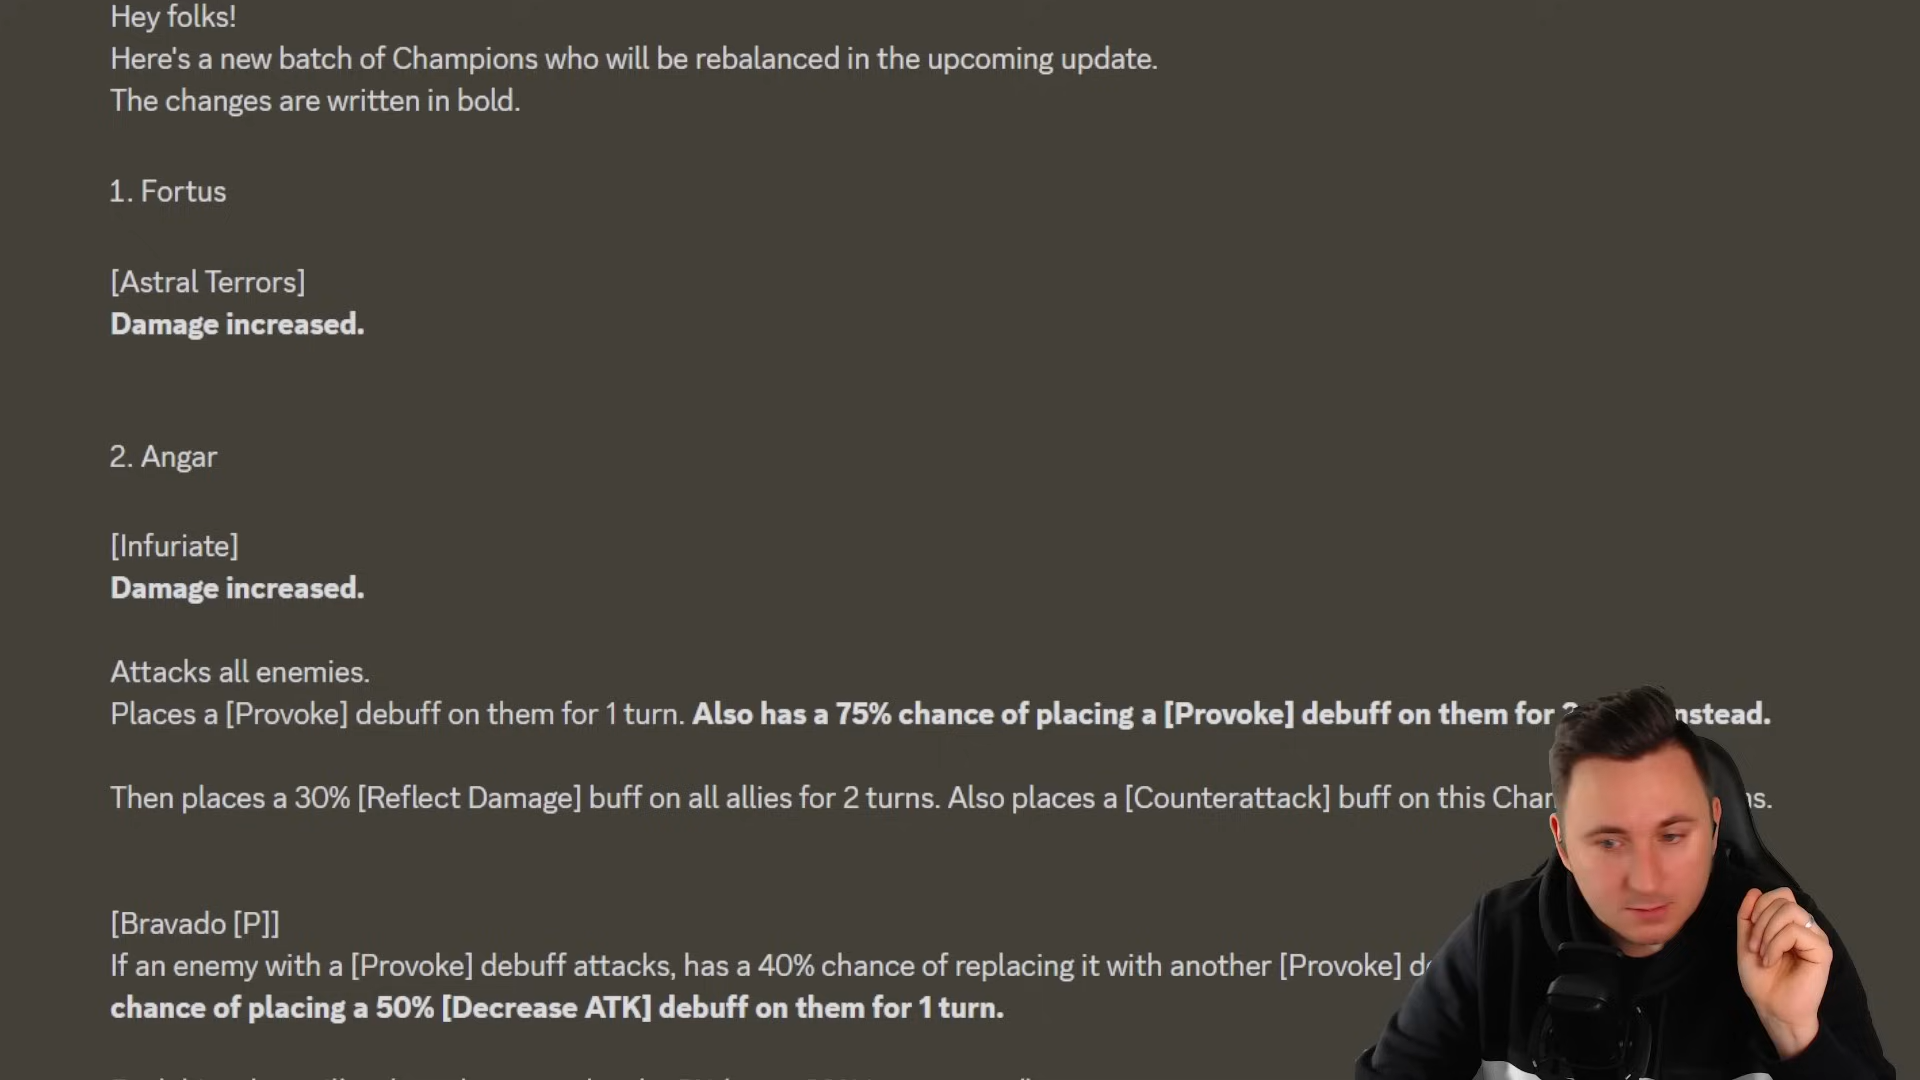 Hey folks!
Here's a new batch of Champions who will be rebalanced in the upcoming update.
The changes are written in bold.
1. Fortus
[Astral Terrors]
Damage increased.
2. Angar
[Infuriate]
Damage increased.
Attacks all enemies.
Places a [Provoke] debuff on them for 1 turn. Also has a 75% chance of placing a [Provoke] debuff on them for instead.
Then places a 30% [Reflect Damage] buff on all allies for 2 turns. Also places a [Counterattack] buff on this
[Bravado [P]]
If an enemy with a [Provoke] debuff attacks, has a 40% chance of replacing it with another [Provoke]
chance of placing a 50% [Decrease ATK] debuff on them for 1 turn.